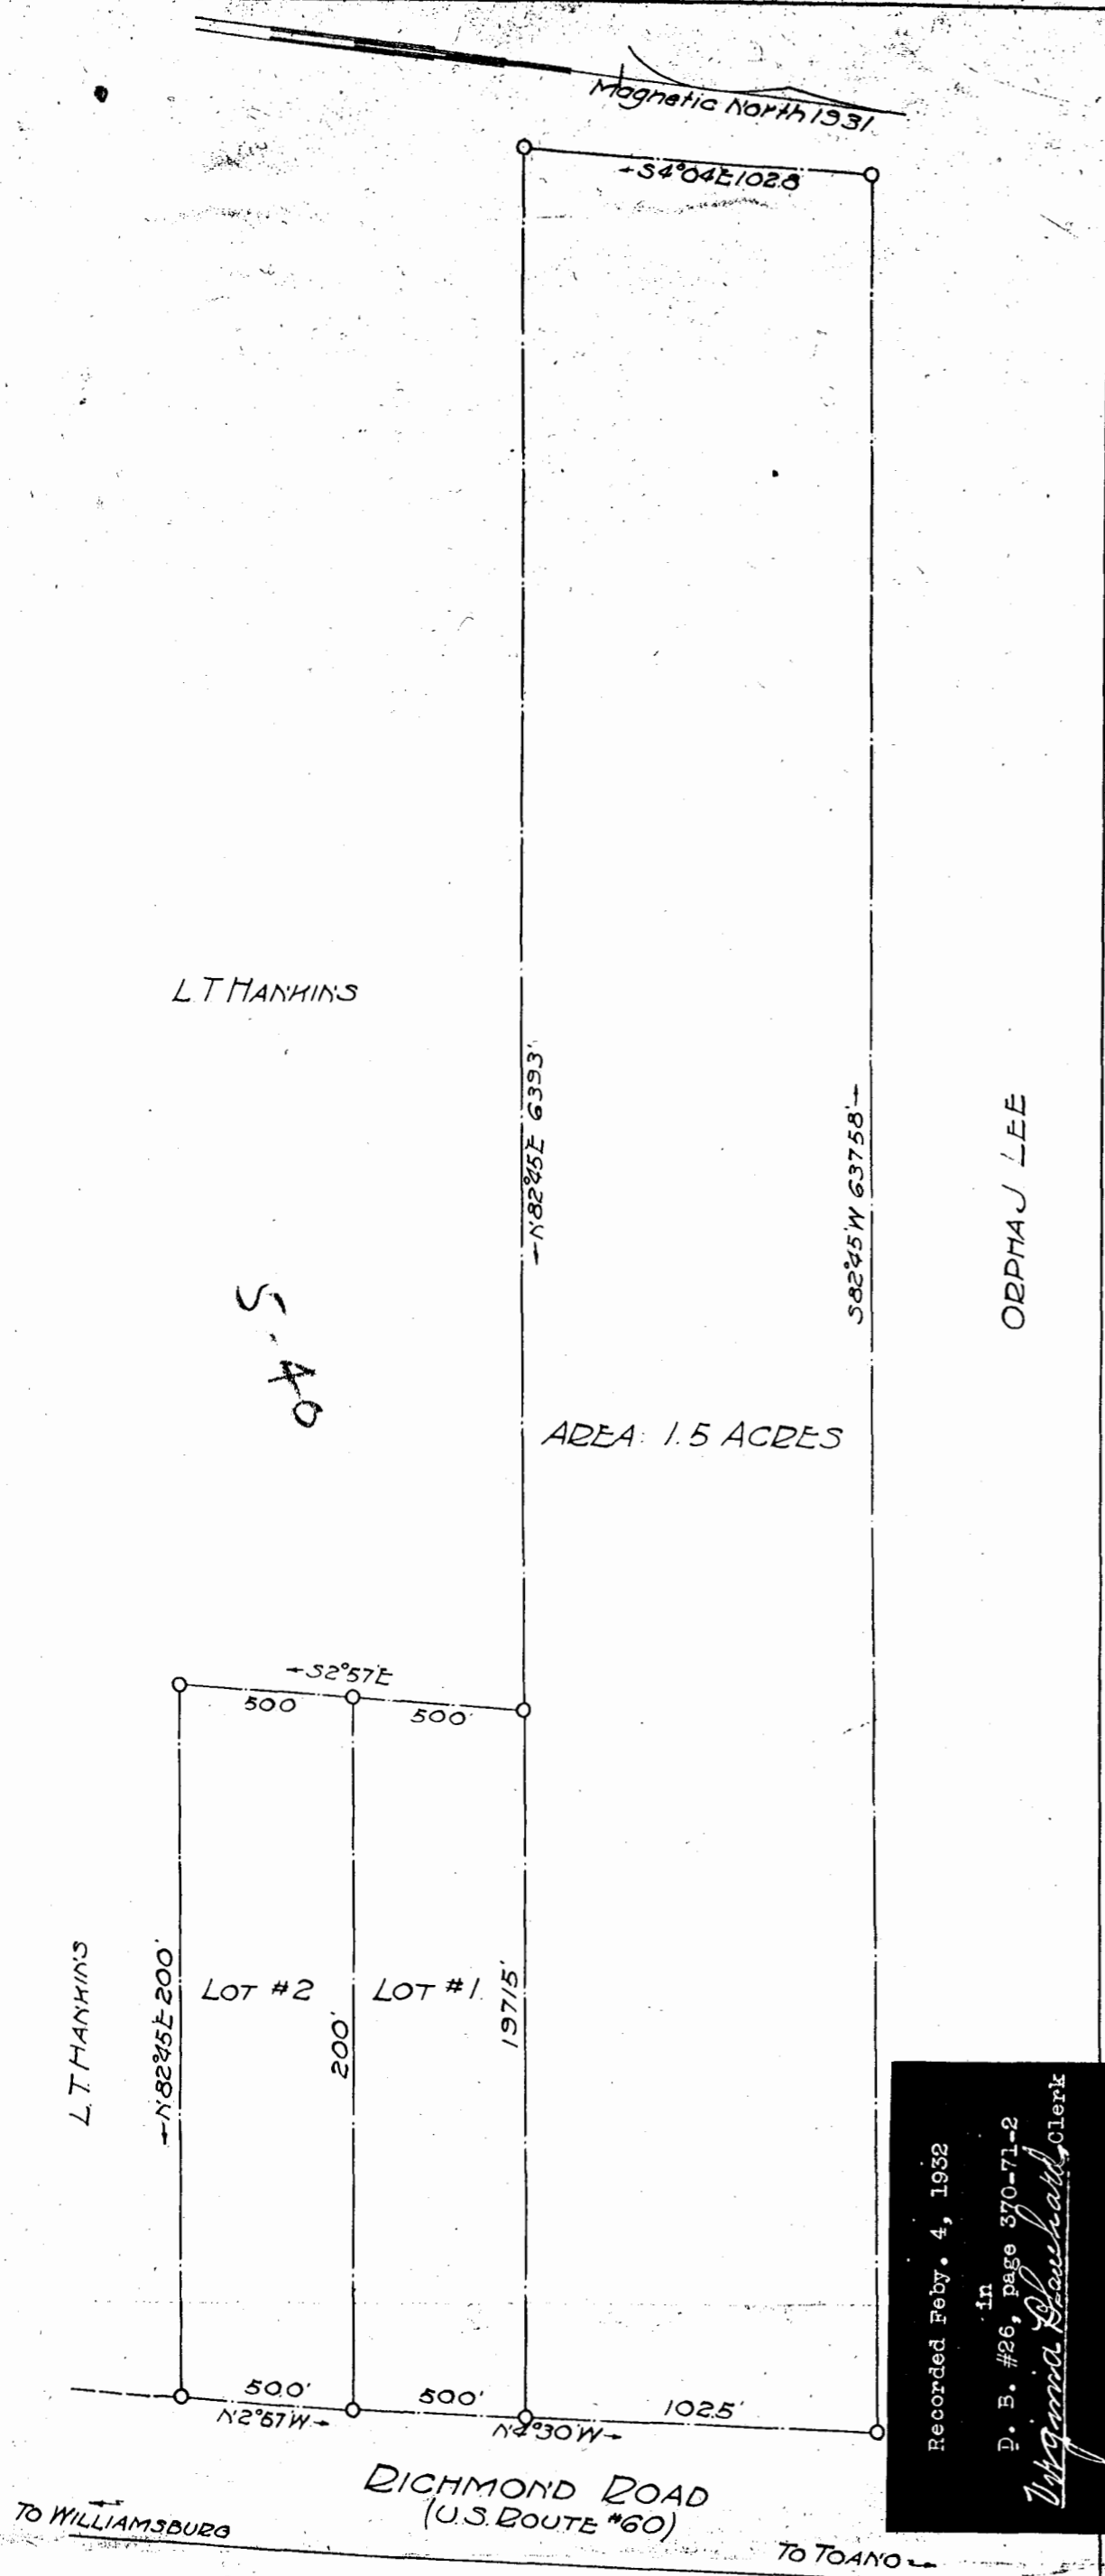 Magnetic North 1931
S4°04'E 102.8
L.T. HANKINS
N82°45'E 639.3'
S82°45'W 637.58'
ORPHA J LEE
5-40
AREA: 1.5 ACRES
S2°57'E
50.0
50.0'
L.T. HANKINS
N82°45'E 200'
LOT #2
200'
LOT #1.
197.15'
50.0'
50.0'
102.5'
N2°57'W
N4°30'W
RICHMOND ROAD
(U.S. ROUTE #60)
TO WILLIAMSBURG
TO TOANO
Recorded Feby. 4, 1932
in
D. B. #26, page 370-71-2
Virginia Blanchard, Clerk